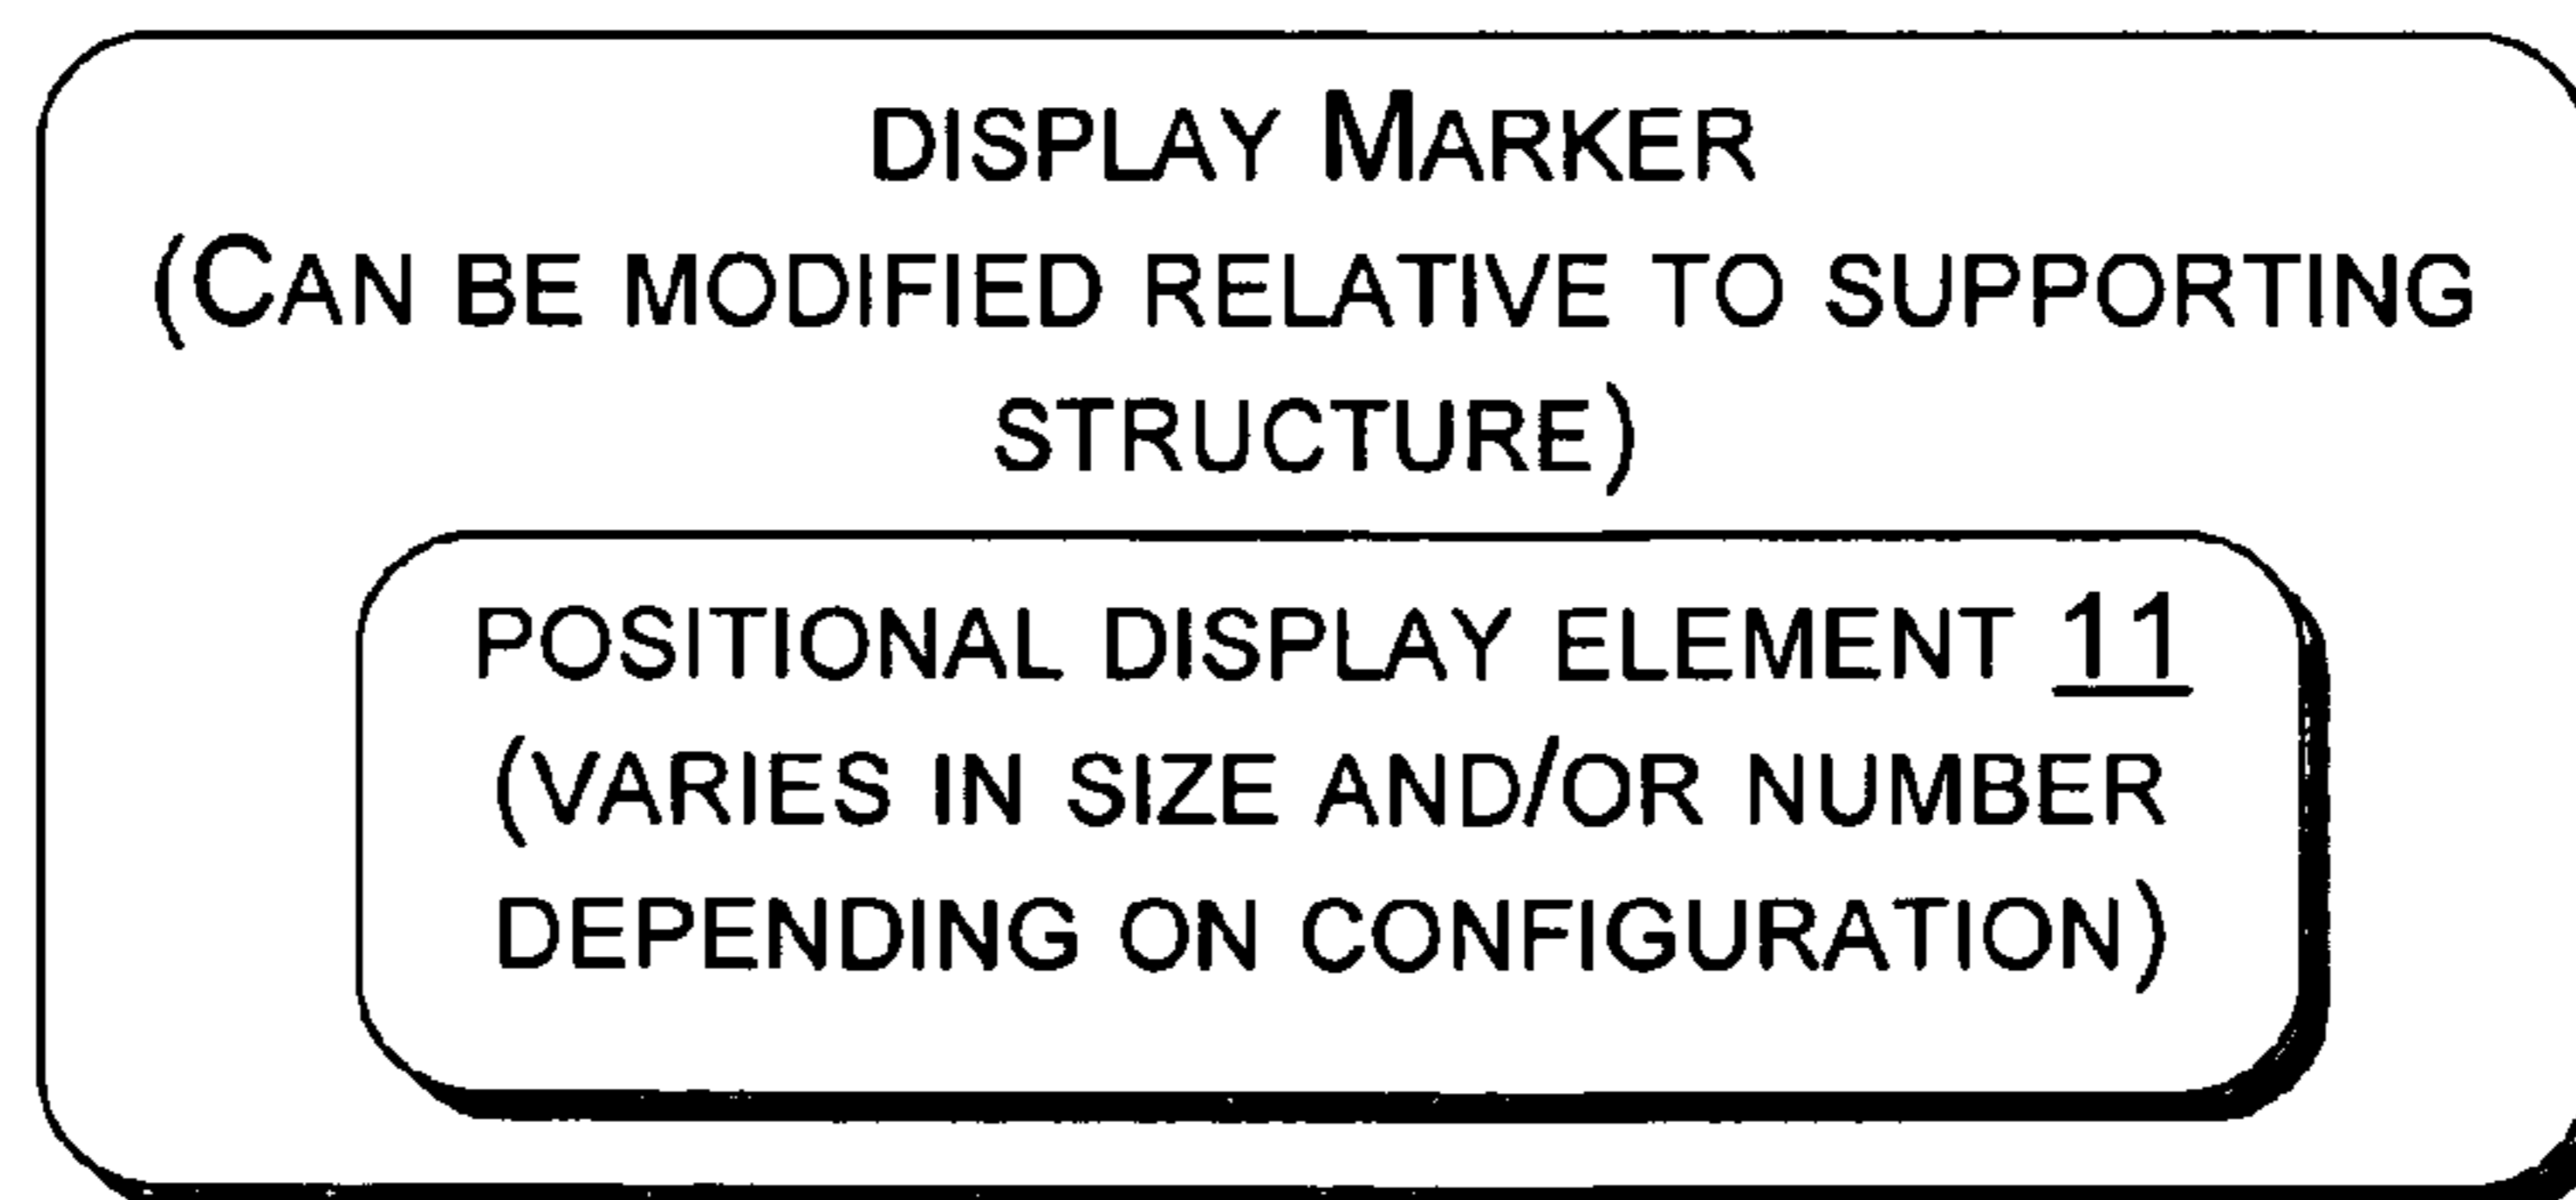 DISPLAY MARKER
(CAN BE MODIFIED RELATIVE TO SUPPORTING
STRUCTURE)
POSITIONAL DISPLAY ELEMENT 11
(VARIES IN SIZE AND/OR NUMBER
DEPENDING ON CONFIGURATION)